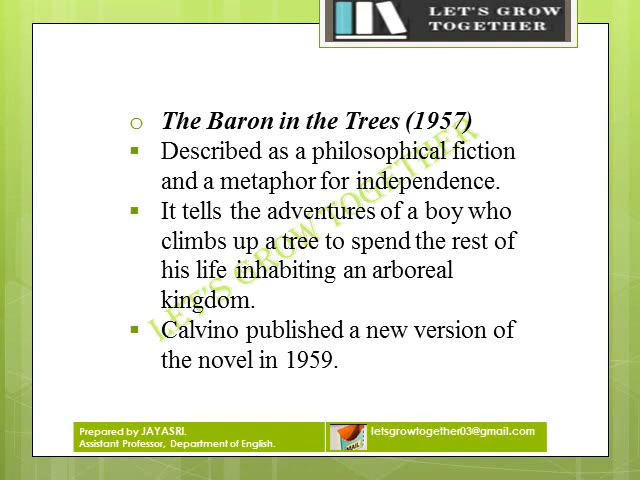 LET'S GROW
TOGETHER
The Baron in the Trees (1957)
Described as a philosophical fiction
and a metaphor for independence.
It tells the adventures of a boy who
climbs up a tree to spend the rest of
his life inhabiting an arboreal
kingdom.
Calvino published a new version of
the novel in 1959.
LET'S GROW TOGETHER
Prepared by JAYASRI.
Assistant Professor, Department of English.
MAIL
letsgrowtogether03@gmail.com